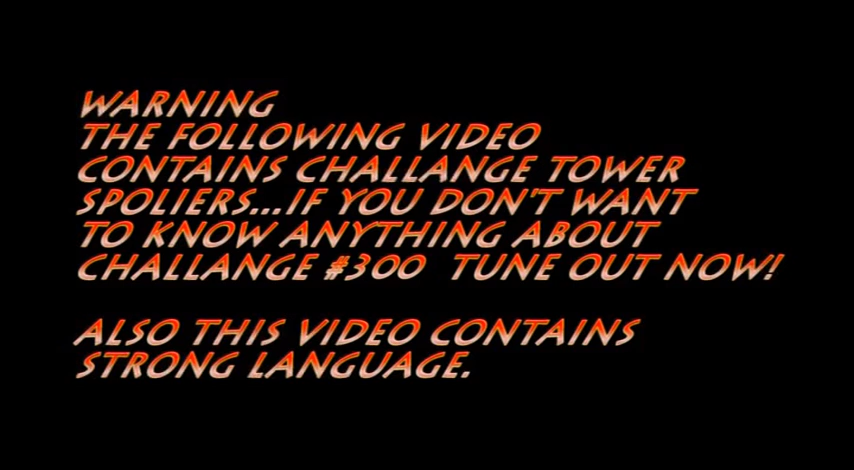 WARNING
THE FOLLOWING VIDEO
CONTAINS CHALLANGE TOWER
SPOLIERS...IF YOU DON'T WANT
TO KNOW ANYTHING ABOUT
CHALLANGE #300 TUNE OUT NOW!
ALSO THIS VIDEO CONTAINS
STRONG LANGUAGE.